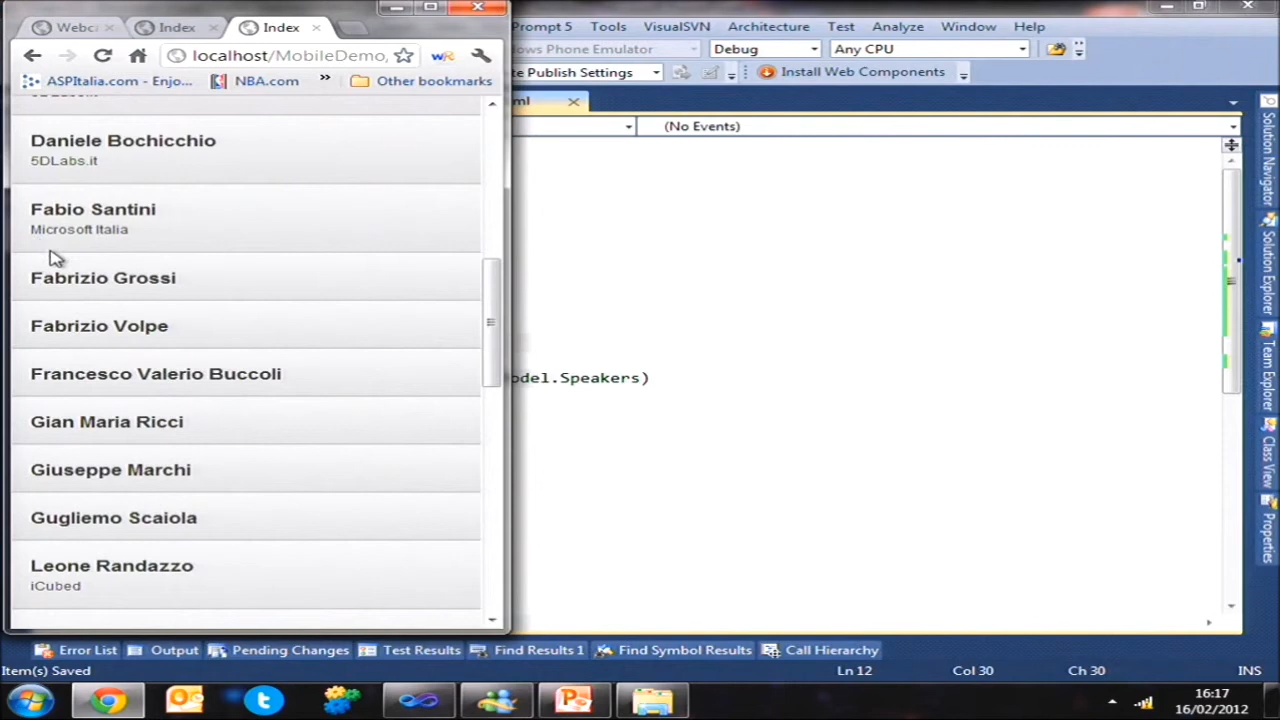 Webca
Index
Index
Prompt 5
Tools
VisualSVN
Architecture
Test
Analyze
Window
Help
localhost/MobileDemo
dows Phone Emulator
Debug
Any CPU
ASPItalia.com - Enjo...
NBA.com
»
Other bookmarks
te Publish Settings
Install Web Components
ml
(No Events)
Daniele Bochicchio
5DLabs.it
Fabio Santini
Microsoft Italia
Fabrizio Grossi
Fabrizio Volpe
Francesco Valerio Buccoli
odel.Speakers)
Gian Maria Ricci
Giuseppe Marchi
Gugliemo Scaiola
Leone Randazzo
iCubed
Solution Navigator
Solution Explorer
Team Explorer
Class View
Properties
Error List
Output
Pending Changes
Test Results
Find Results 1
Find Symbol Results
Call Hierarchy
Item(s) Saved
Ln 12
Col 30
Ch 30
INS
16:17
16/02/2012